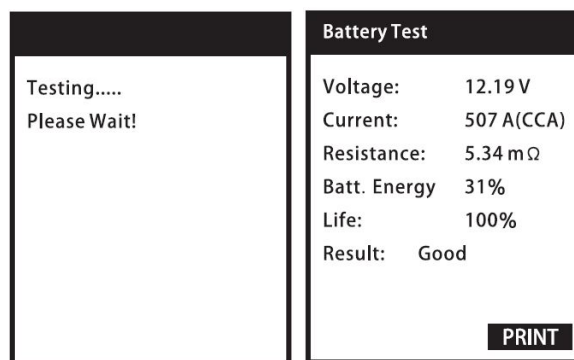 Testing.....
Please Wait!
Battery Test
Voltage: 12.19 V
Current: 507 A(CCA)
Resistance: 5.34 mΩ
Batt. Energy 31%
Life: 100%
Result: Good
PRINT